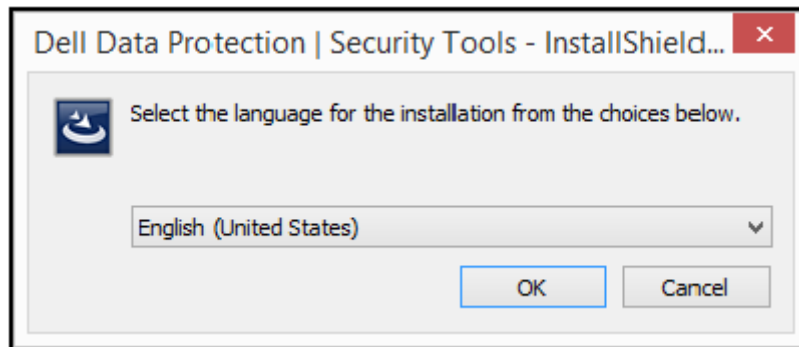 Dell Data Protection | Security Tools - InstallShield...
Select the language for the installation from the choices below.
English (United States)
OK
Cancel